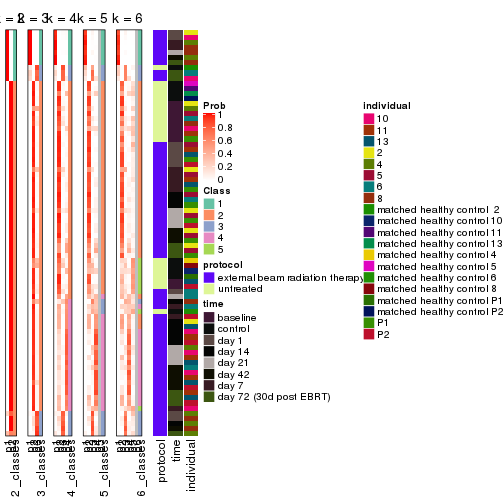 k = 3
k = 4
k = 5
k = 6
Prob
1
0.8
0.6
0.4
0.2
0
Class
1
2
3
4
5
protocol
external beam radiation therapy
untreated
time
baseline
control
day 1
day 14
day 21
day 42
day 7
day 72 (30d post EBRT)
individual
10
11
13
2
4
5
6
8
matched healthy control 2
matched healthy control 10
matched healthy control 11
matched healthy control 13
matched healthy control 4
matched healthy control 5
matched healthy control 6
matched healthy control 8
matched healthy control P1
matched healthy control P2
P1
P2
2_classes
3_classes
4_classes
5_classes
6_classes
protocol
time
individual